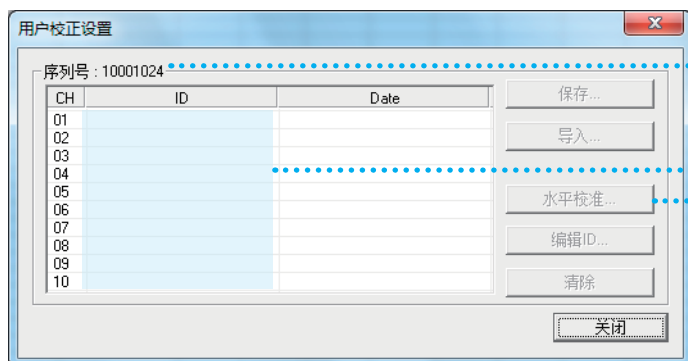 用户校正设置
序列号 : 10001024
CH ID Date
01
02
03
04
05
06
07
08
09
10
保存...
导入...
水平校准...
编辑ID...
清除
关闭